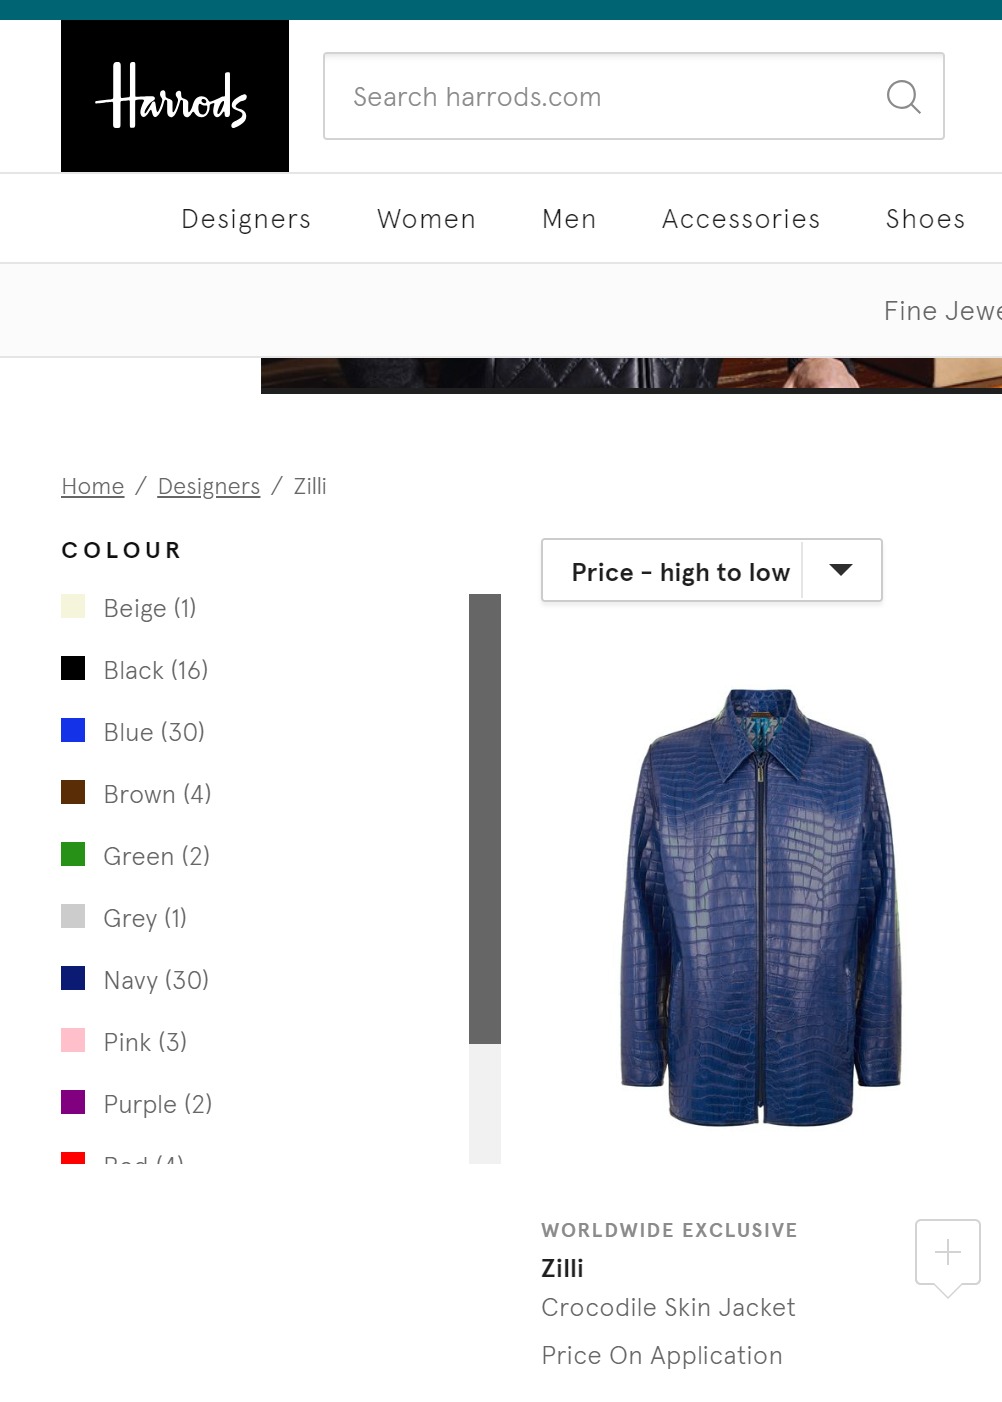 Harrods
Search harrods.com
Designers Women Men Accessories Shoes
Fine Jewe
Home / Designers / Zilli
COLOUR
Price - high to low
Beige (1)
Black (16)
Blue (30)
Brown (4)
Green (2)
Grey (1)
Navy (30)
Pink (3)
Purple (2)
Red (4)
WORLDWIDE EXCLUSIVE
Zilli
Crocodile Skin Jacket
Price On Application